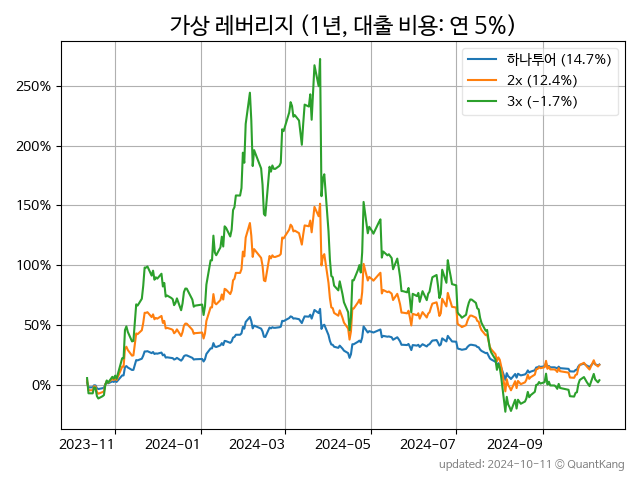 가상 레버리지 (1년, 대출 비용: 연 5%)
하나투어 (14.7%)
2x (12.4%)
3x (−1.7%)
250%
200%
150%
100%
50%
0%
2023-11 2024-01 2024-03 2024-05 2024-07 2024-09
updated: 2024-10-11 © QuantKang